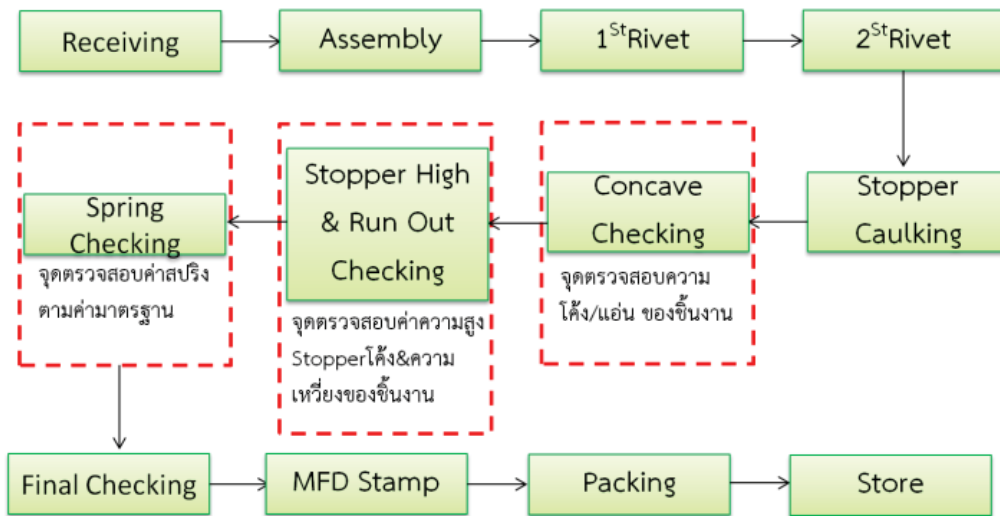 Receiving
Assembly
1StRivet
2StRivet
Stopper
Caulking
Concave
Checking
จุดตรวจสอบความ
โค้ง/แอ่น ของชิ้นงาน
Stopper High
& Run Out
Checking
จุดตรวจสอบค่าความสูง
Stopperโค้ง&ความ
เหวี่ยงของชิ้นงาน
Spring
Checking
จุดตรวจสอบค่าสปริง
ตามค่ามาตรฐาน
Final Checking
MFD Stamp
Packing
Store